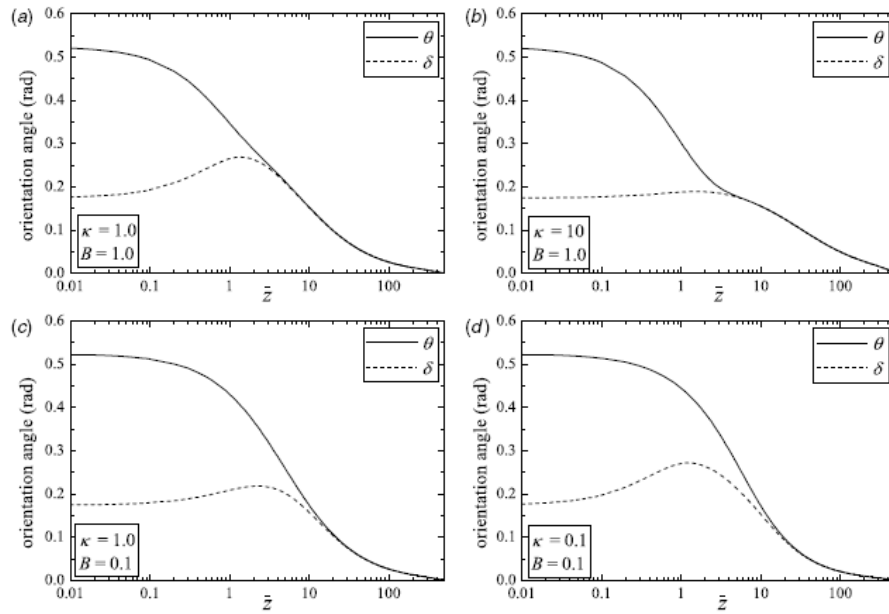 (a)
orientation angle (rad)
0.6
0.5
0.4
0.3
0.2
0.1
0.0
θ
δ
κ = 1.0
B = 1.0
0.01 0.1 1 z̄ 10 100
(b)
orientation angle (rad)
0.6
0.5
0.4
0.3
0.2
0.1
0.0
θ
δ
κ = 10
B = 1.0
0.01 0.1 1 z̄ 10 100
(c)
orientation angle (rad)
0.6
0.5
0.4
0.3
0.2
0.1
0.0
θ
δ
κ = 1.0
B = 0.1
0.01 0.1 1 z̄ 10 100
(d)
orientation angle (rad)
0.6
0.5
0.4
0.3
0.2
0.1
0.0
θ
δ
κ = 0.1
B = 0.1
0.01 0.1 1 z̄ 10 100